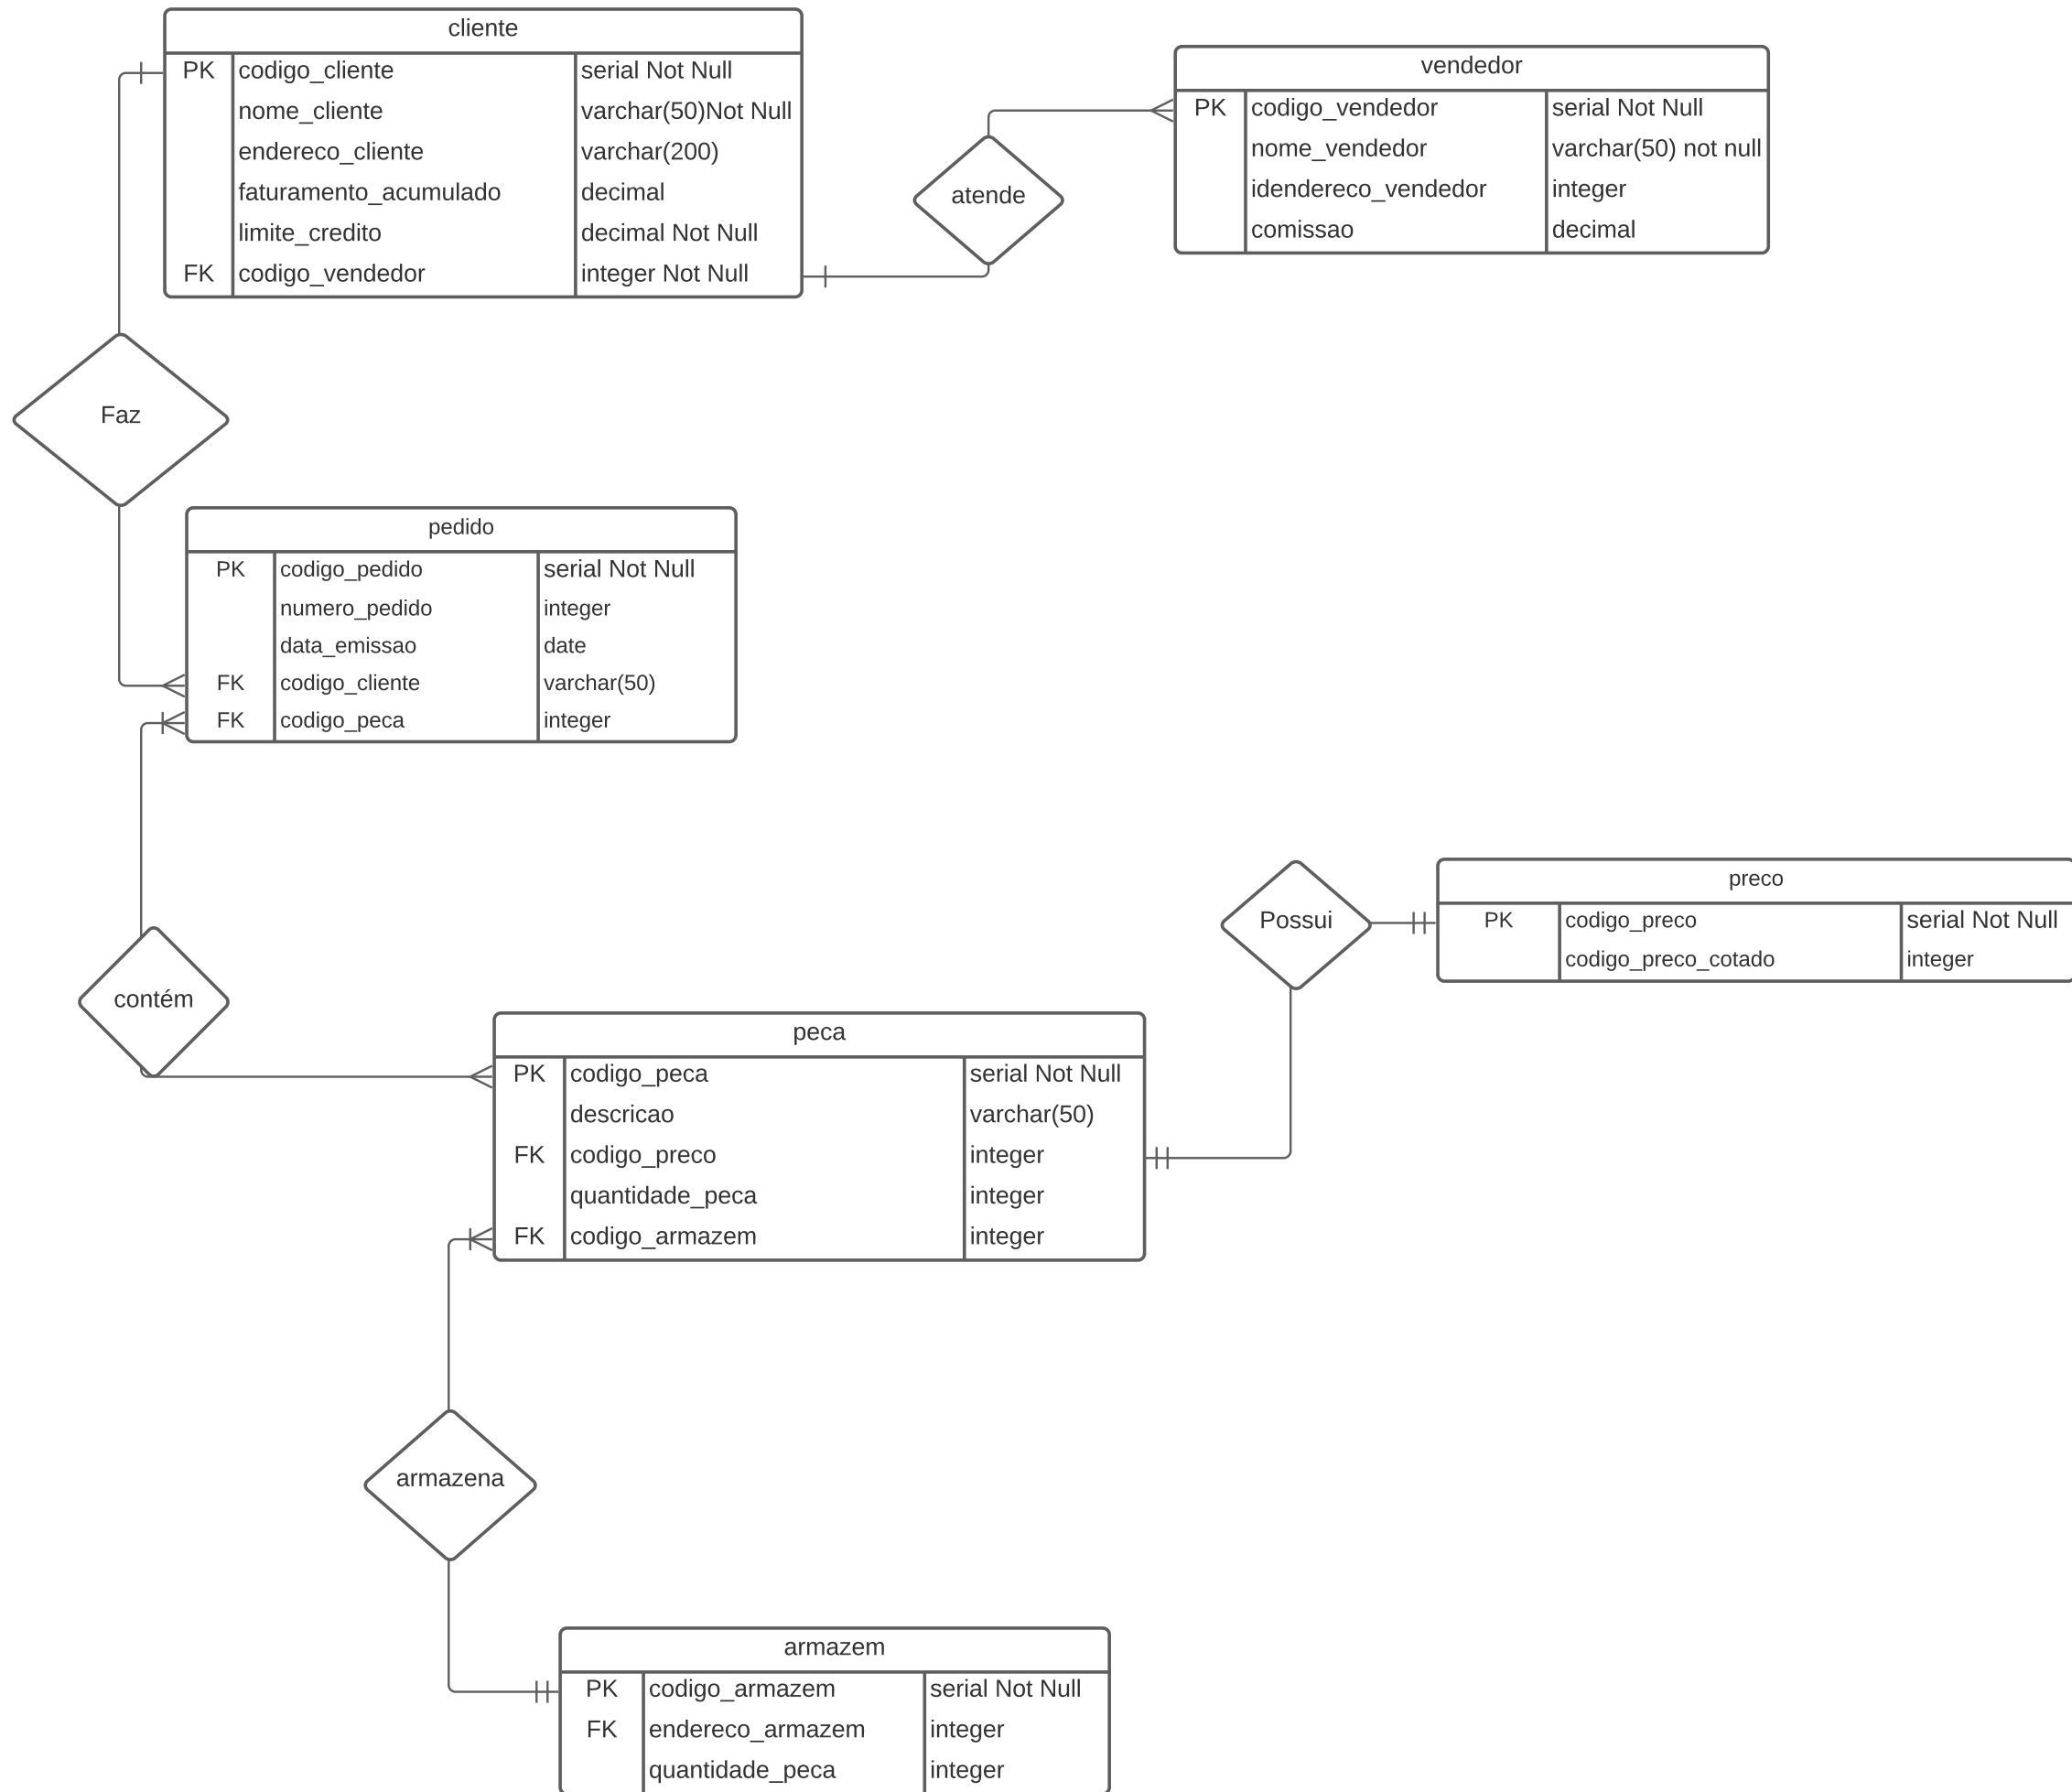 cliente
PK codigo_cliente serial Not Null
nome_cliente varchar(50)Not Null
endereco_cliente varchar(200)
faturamento_acumulado decimal
limite_credito decimal Not Null
FK codigo_vendedor integer Not Null
atende
vendedor
PK codigo_vendedor serial Not Null
nome_vendedor varchar(50) not null
idendereco_vendedor integer
comissao decimal
Faz
pedido
PK codigo_pedido serial Not Null
numero_pedido integer
data_emissao date
FK codigo_cliente varchar(50)
FK codigo_peca integer
contém
Possui
preco
PK codigo_preco serial Not Null
codigo_preco_cotado integer
peca
PK codigo_peca serial Not Null
descricao varchar(50)
FK codigo_preco integer
quantidade_peca integer
FK codigo_armazem integer
armazena
armazem
PK codigo_armazem serial Not Null
FK endereco_armazem integer
quantidade_peca integer